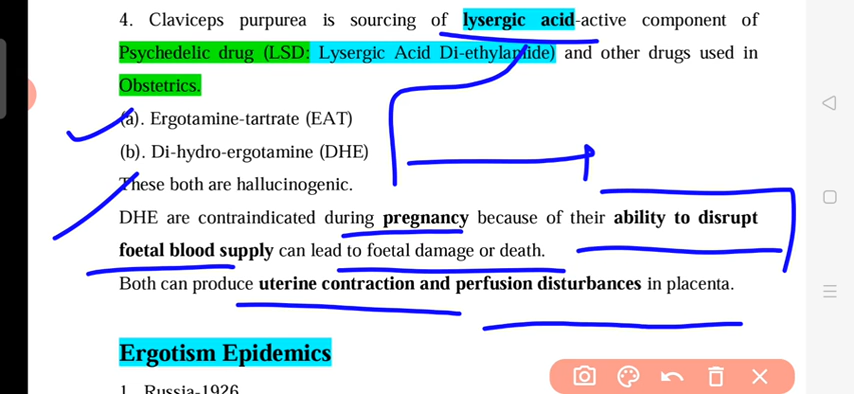 4. Claviceps purpurea is sourcing of lysergic acid-active component of
Psychedelic drug (LSD: Lysergic Acid Di-ethylamide) and other drugs used in
Obstetrics.
(a). Ergotamine-tartrate (EAT)
(b). Di-hydro-ergotamine (DHE)
These both are hallucinogenic.
DHE are contraindicated during pregnancy because of their ability to disrupt
foetal blood supply can lead to foetal damage or death.
Both can produce uterine contraction and perfusion disturbances in placenta.
Ergotism Epidemics
1. Russia-1926